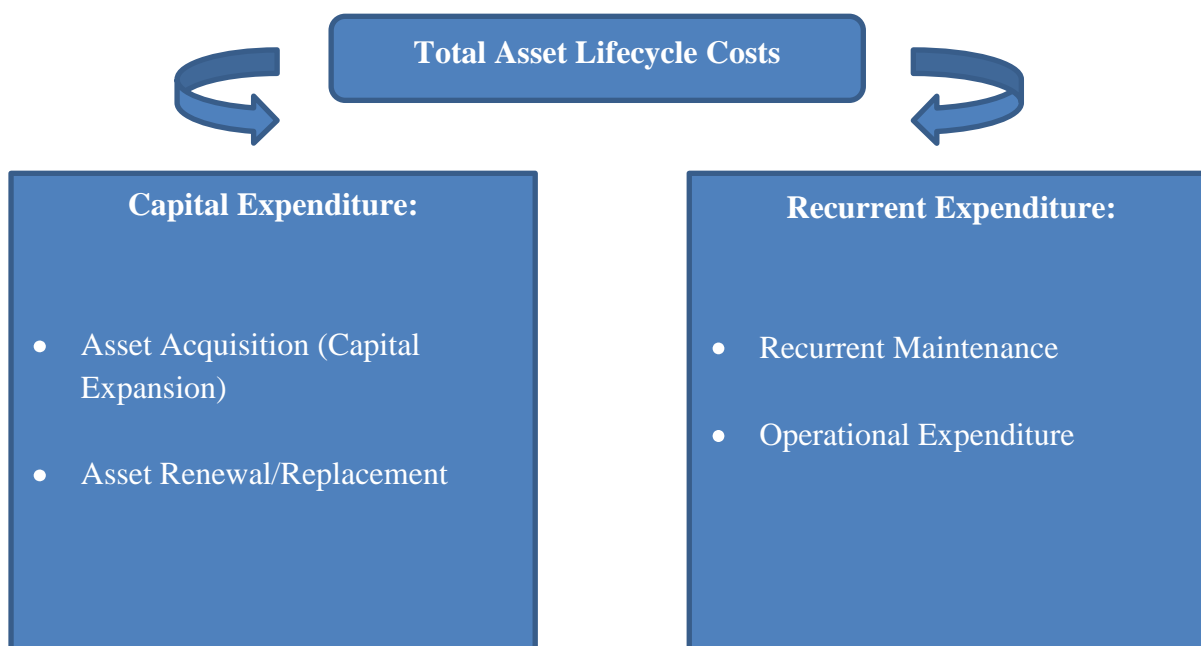 Total Asset Lifecycle Costs
Capital Expenditure:
• Asset Acquisition (Capital
Expansion)
• Asset Renewal/Replacement
Recurrent Expenditure:
• Recurrent Maintenance
• Operational Expenditure